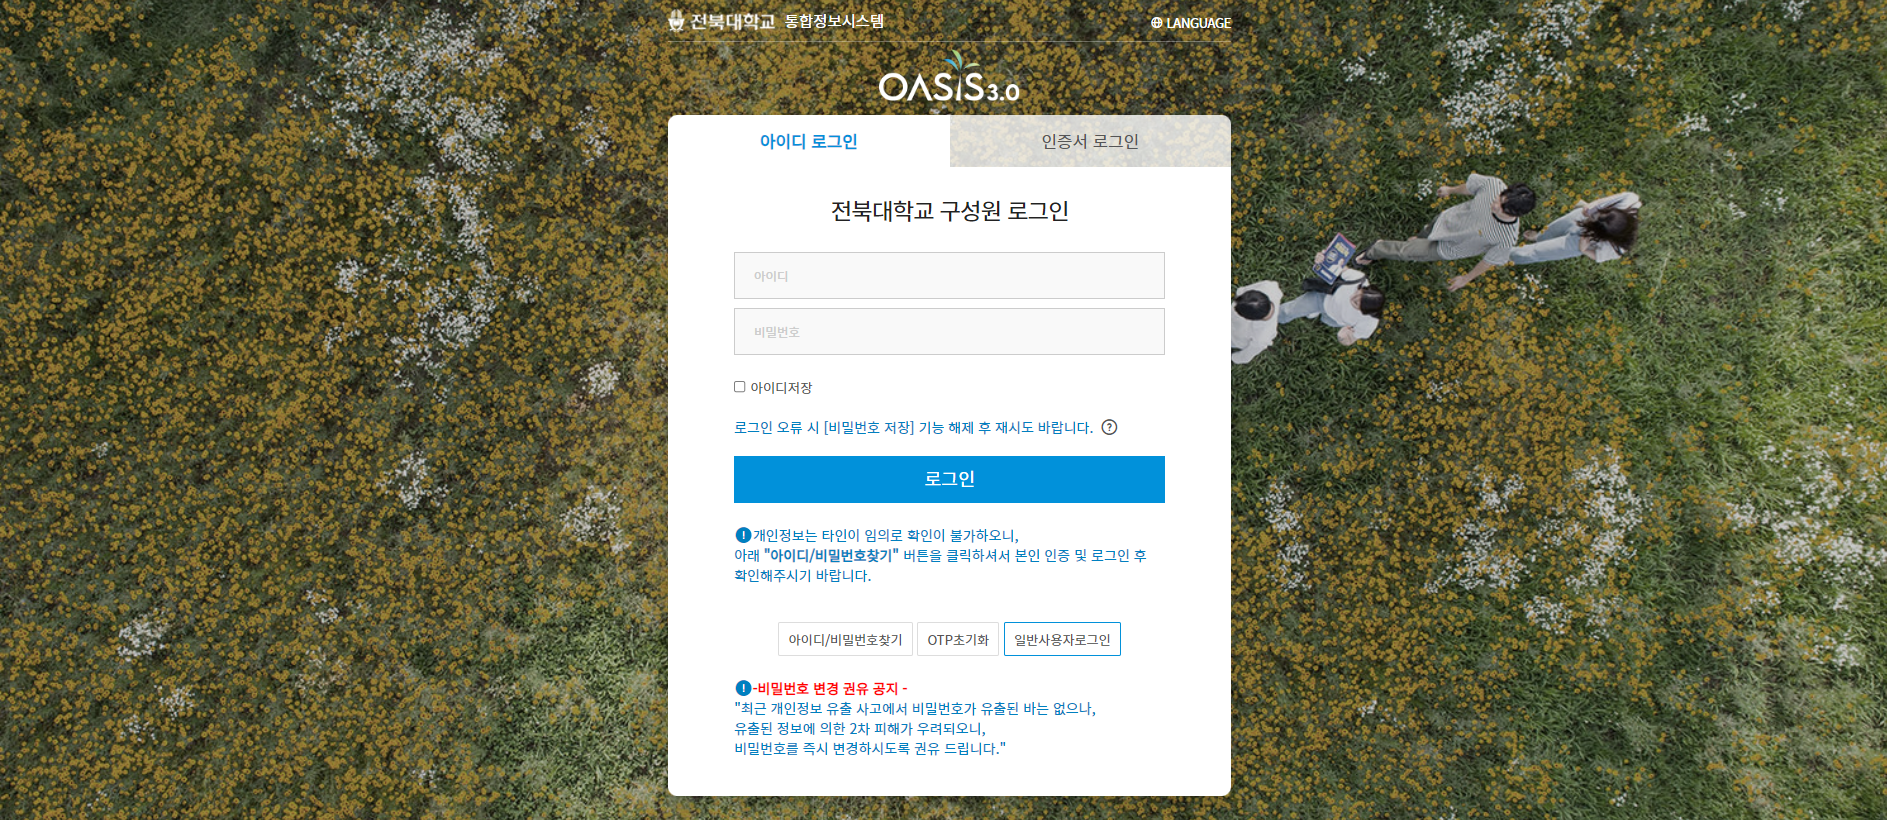 전북대학교 통합정보시스템
LANGUAGE
OASIS 3.0
아이디 로그인
인증서 로그인
전북대학교 구성원 로그인
아이디
비밀번호
아이디저장
로그인 오류 시 [비밀번호 저장] 기능 해제 후 재시도 바랍니다. ?
로그인
!개인정보는 타인이 임의로 확인이 불가하오니,
아래 "아이디/비밀번호찾기" 버튼을 클릭하셔서 본인 인증 및 로그인 후
확인해주시기 바랍니다.
아이디/비밀번호찾기
OTP초기화
일반사용자로그인
!-비밀번호 변경 권유 공지 -
"최근 개인정보 유출 사고에서 비밀번호가 유출된 바는 없으나,
유출된 정보에 의한 2차 피해가 우려되오니,
비밀번호를 즉시 변경하시도록 권유 드립니다."